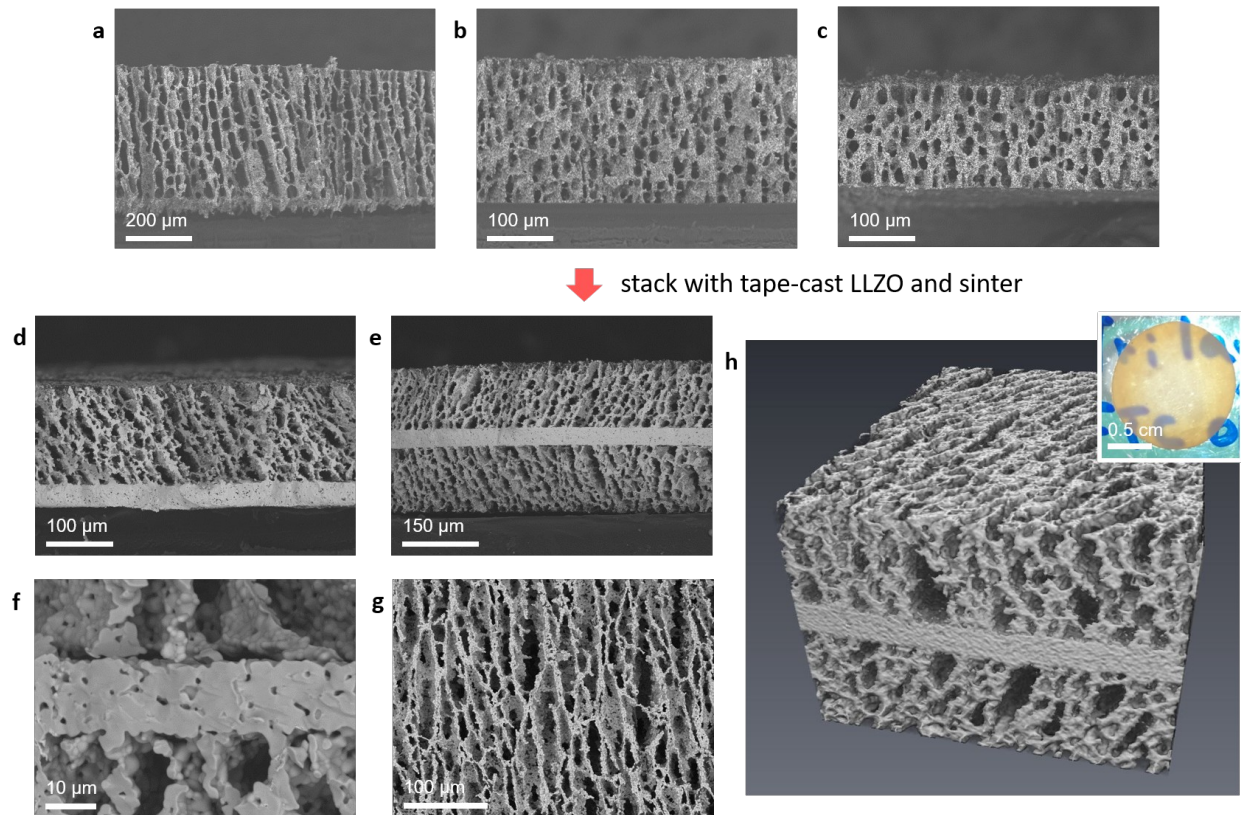 a
b
c
200 µm
100 µm
100 µm
stack with tape-cast LLZO and sinter
d
e
h
0.5 cm
100 µm
150 µm
f
g
10 µm
100 µm